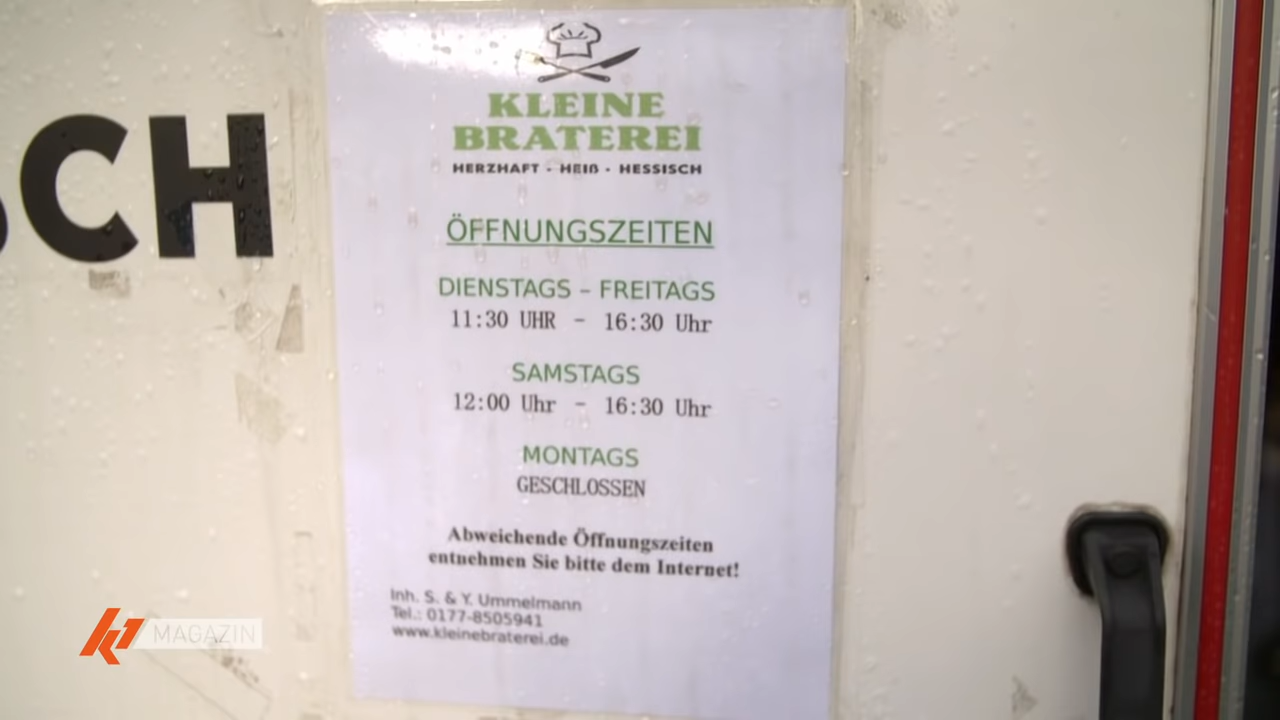 SCH
KLEINE
BRATEREI
HERZHAFT - HEIß - HESSISCH
ÖFFNUNGSZEITEN
DIENSTAGS – FREITAGS
11:30 UHR – 16:30 Uhr
SAMSTAGS
12:00 Uhr – 16:30 Uhr
MONTAGS
GESCHLOSSEN
Abweichende Öffnungszeiten
entnehmen Sie bitte dem Internet!
Inh. S. & Y. Ummelmann
Tel.: 0177-8505941
www.kleinebraterei.de
K1 MAGAZIN